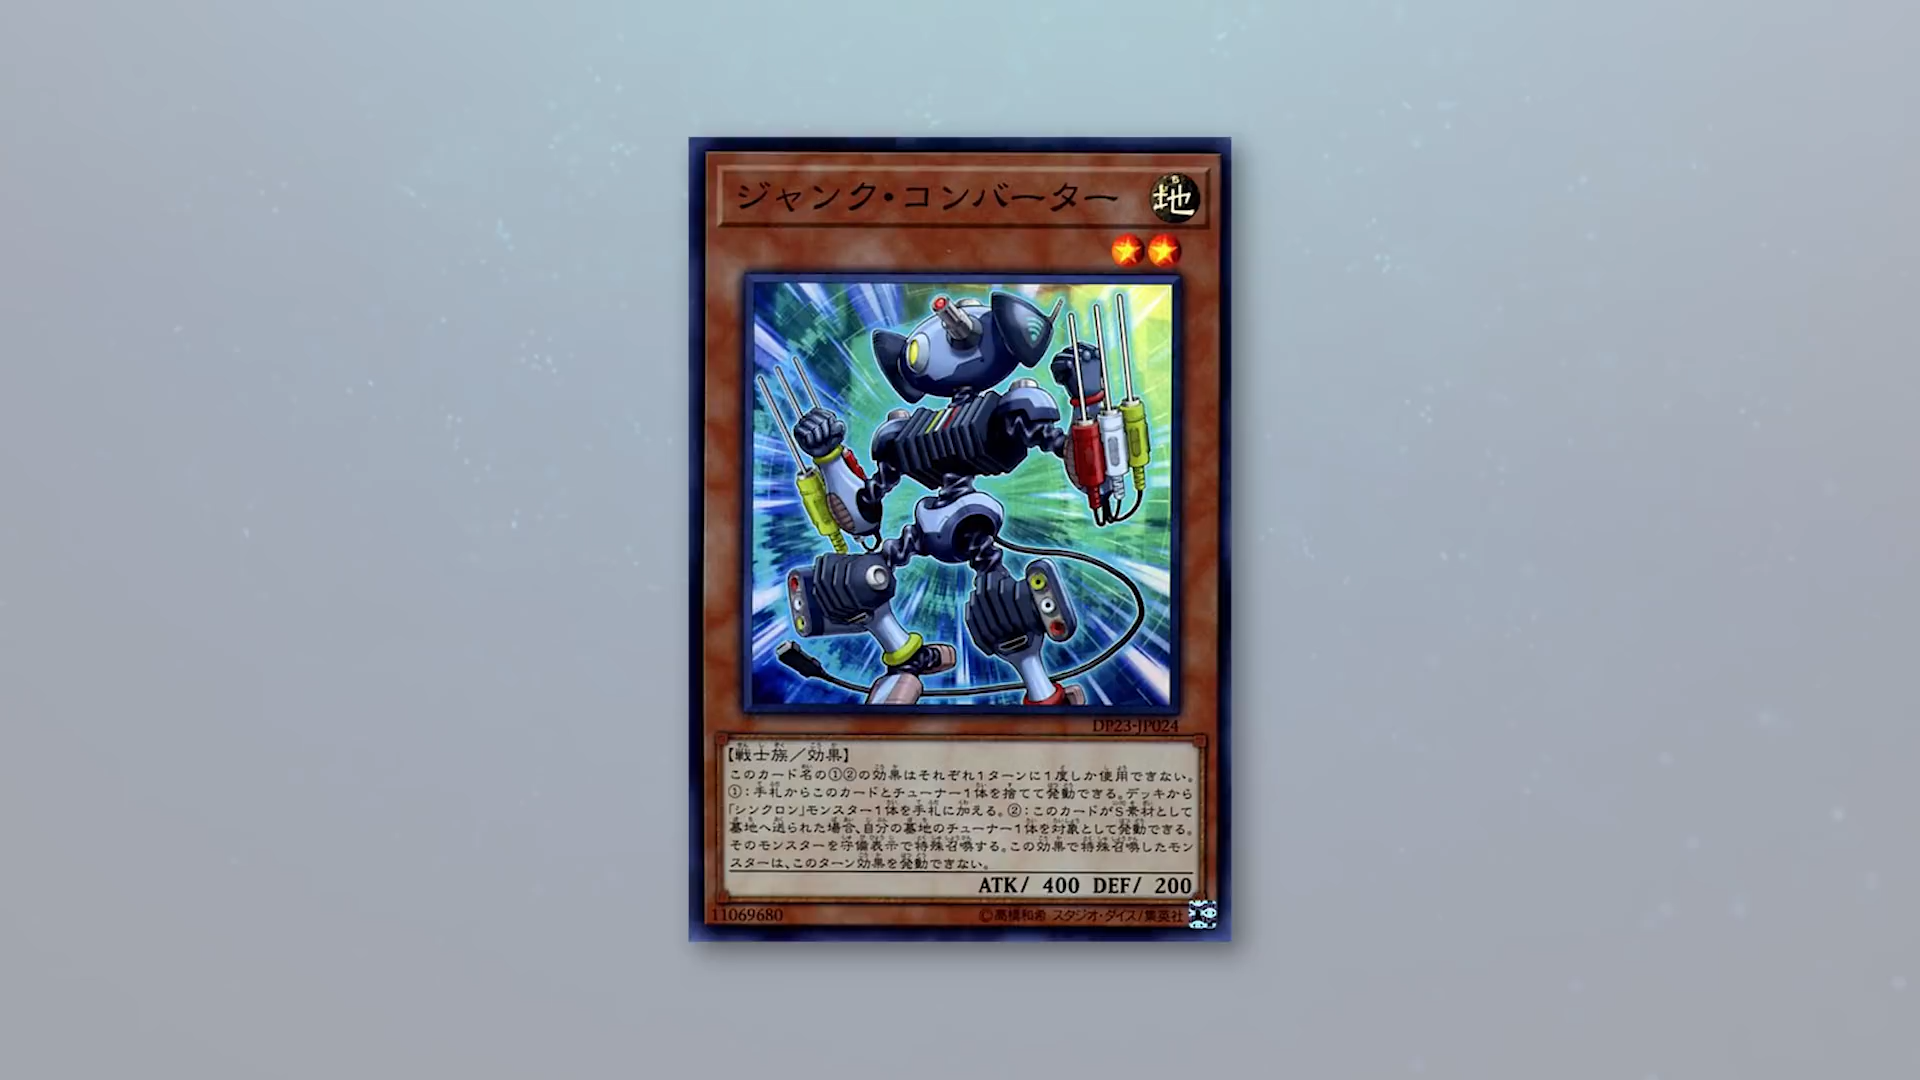 ジャンク・コンバーター
地
DP23-JP024
【戦士族／効果】
このカード名の①②の効果はそれぞれ1ターンに1度しか使用できない。
①：手札からこのカードとチューナー1体を捨てて発動できる。デッキから
「シンクロン」モンスター1体を手札に加える。②：このカードがS素材として
墓地へ送られた場合、自分の墓地のチューナー1体を対象として発動できる。
そのモンスターを守備表示で特殊召喚する。この効果で特殊召喚したモン
スターは、このターン効果を発動できない。
ATK/ 400 DEF/ 200
11069680
©高橋和希 スタジオ・ダイス/集英社